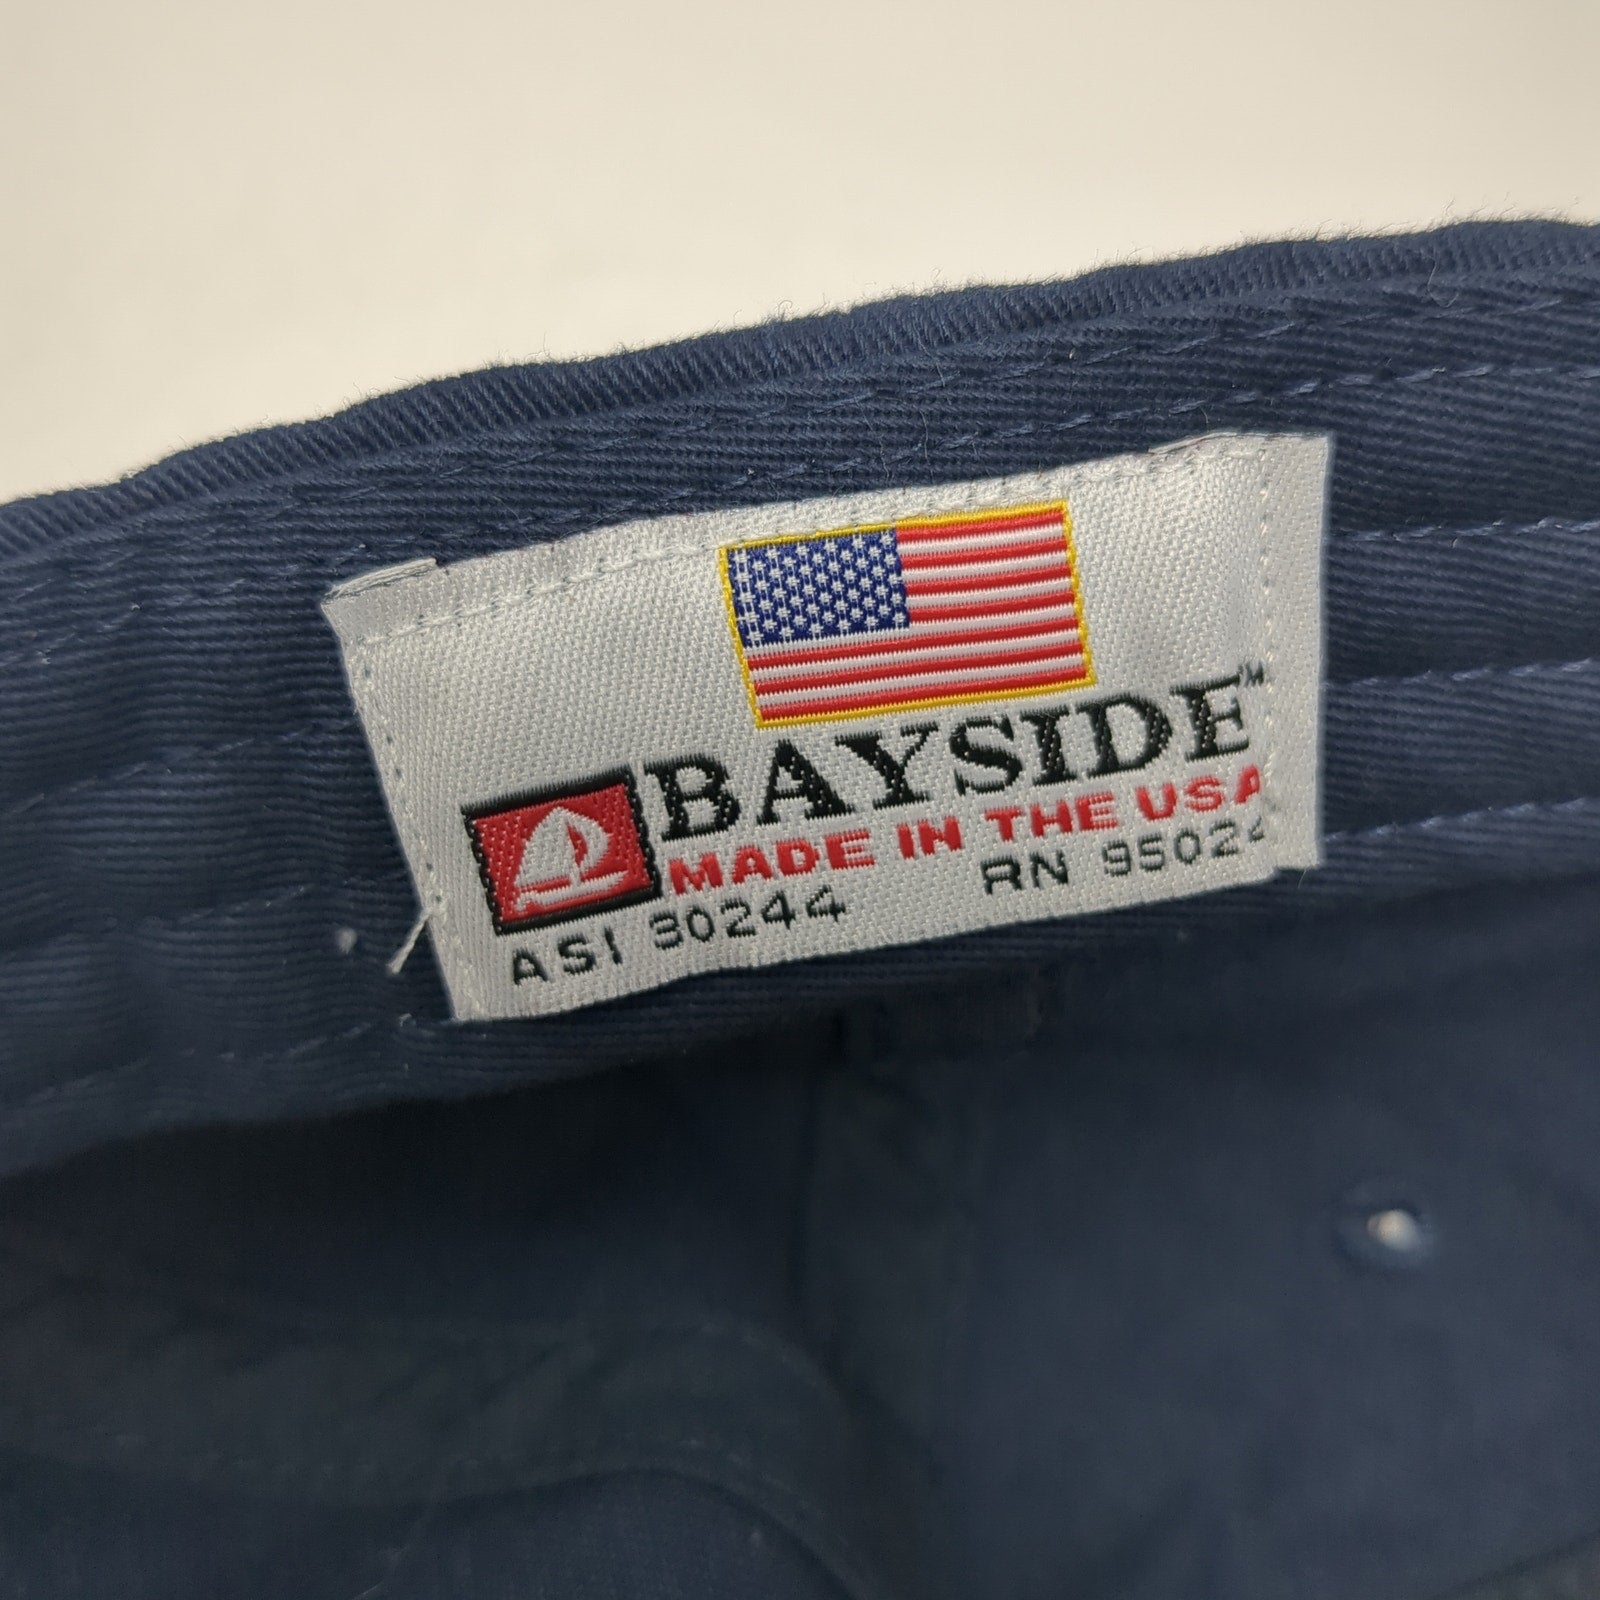 BAYSIDE™
MADE IN THE USA
ASI 30244 RN 95024